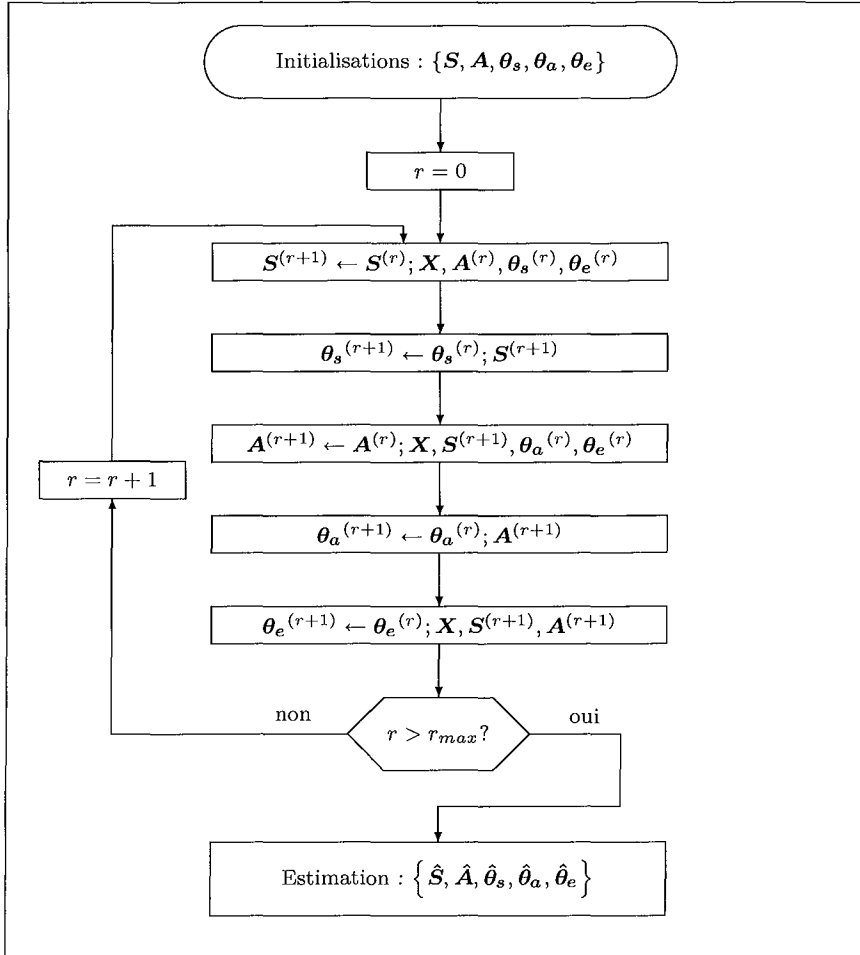 Initialisations : {S, A, θₛ, θₐ, θₑ}
r = 0
S^(r+1) ← S^(r); X, A^(r), θₛ^(r), θₑ^(r)
θₛ^(r+1) ← θₛ^(r); S^(r+1)
A^(r+1) ← A^(r); X, S^(r+1), θₐ^(r), θₑ^(r)
r = r + 1
θₐ^(r+1) ← θₐ^(r); A^(r+1)
θₑ^(r+1) ← θₑ^(r); X, S^(r+1), A^(r+1)
non
oui
r > r_max?
Estimation : {Ŝ, Â, θ̂ₛ, θ̂ₐ, θ̂ₑ}